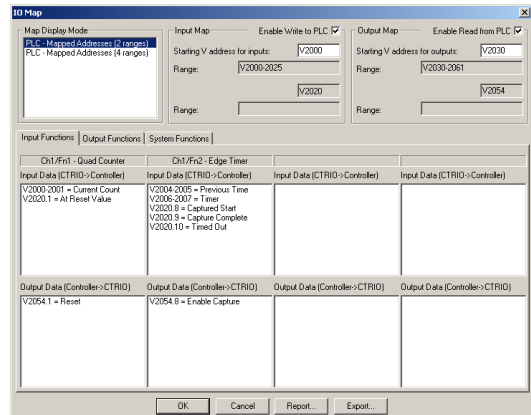 IO Map
Map Display Mode
PLC - Mapped Addresses (2 ranges)
PLC - Mapped Addresses (4 ranges)
Input Map
Enable Write to PLC
Starting V address for inputs:
V2000
Range:
V2000-2025
V2020
Range:
Output Map
Enable Read from PLC
Starting V address for outputs:
V2030
Range:
V2030-2061
V2054
Range:
Input Functions
Output Functions
System Functions
Ch1/Fn1 - Quad Counter
Ch1/Fn2 - Edge Timer
Input Data (CTRIO->Controller)
Input Data (CTRIO->Controller)
Input Data (CTRIO->Controller)
Input Data (CTRIO->Controller)
V2000-2001 = Current Count
V2020.1 = At Reset Value
V2004-2005 = Previous Time
V2006-2007 = Timer
V2020.8 = Captured Start
V2020.9 = Capture Complete
V2020.10 = Timed Out
Output Data (Controller->CTRIO)
Output Data (Controller->CTRIO)
Output Data (Controller->CTRIO)
Output Data (Controller->CTRIO)
V2054.1 = Reset
V2054.8 = Enable Capture
OK
Cancel
Report...
Export...